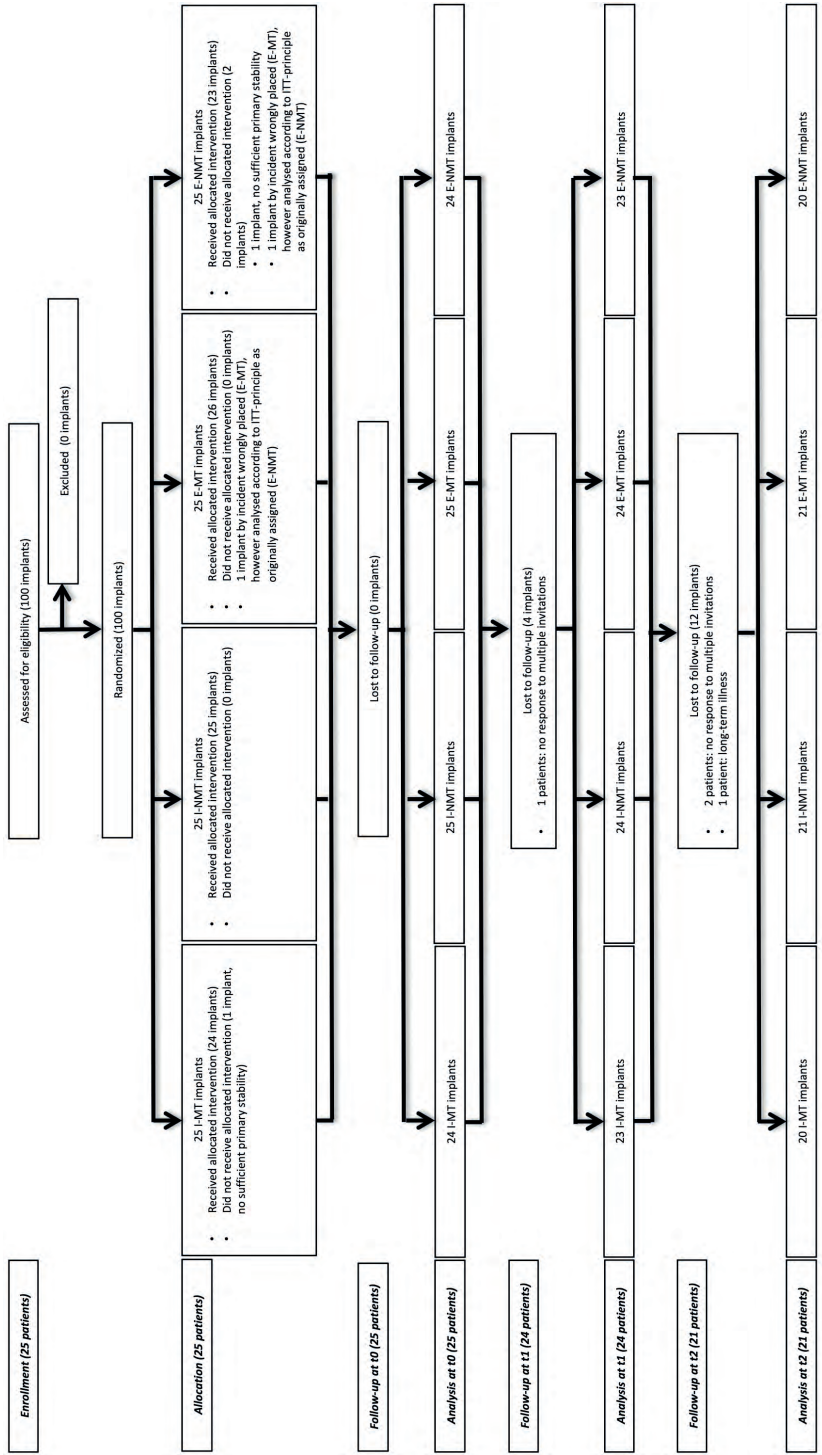 Enrollment (25 patients)
Assessed for eligibility (100 implants)
Excluded  (0 implants)
Randomized (100 implants)
Allocation (25 patients)
25 I-MT implants
• Received allocated intervention (24 implants)
• Did not receive allocated intervention (1 implant,
no sufficient primary stability)
25 I-NMT implants
• Received allocated intervention (25 implants)
• Did not receive allocated intervention (0 implants)
25 E-MT implants
• Received allocated intervention (26 implants)
• Did not receive allocated intervention (0 implants)
• 1 implant by incident wrongly placed (E-MT),
however analysed according to ITT-principle as
originally assigned (E-NMT)
25 E-NMT implants
• Received allocated intervention (23 implants)
• Did not receive allocated intervention (2
implants)
• 1 implant, no sufficient primary stability
• 1 implant by incident wrongly placed (E-MT),
however analysed according to ITT-principle
as originally assigned (E-NMT)
Follow-up at t0 (25 patients)
Lost to follow-up (0 implants)
Analysis at t0 (25 patients)
24 I-MT implants
25 I-NMT implants
25 E-MT implants
24 E-NMT implants
Follow-up at t1 (24 patients)
Lost to follow-up (4 implants)
• 1 patients: no response to multiple invitations
Analysis at t1 (24 patients)
23 I-MT implants
24 I-NMT implants
24 E-MT implants
23 E-NMT implants
Follow-up at t2 (21 patients)
Lost to follow-up (12 implants)
• 2 patients: no response to multiple invitations
• 1 patient: long-term illness
Analysis at t2 (21 patients)
20 I-MT implants
21 I-NMT implants
21 E-MT implants
20 E-NMT implants